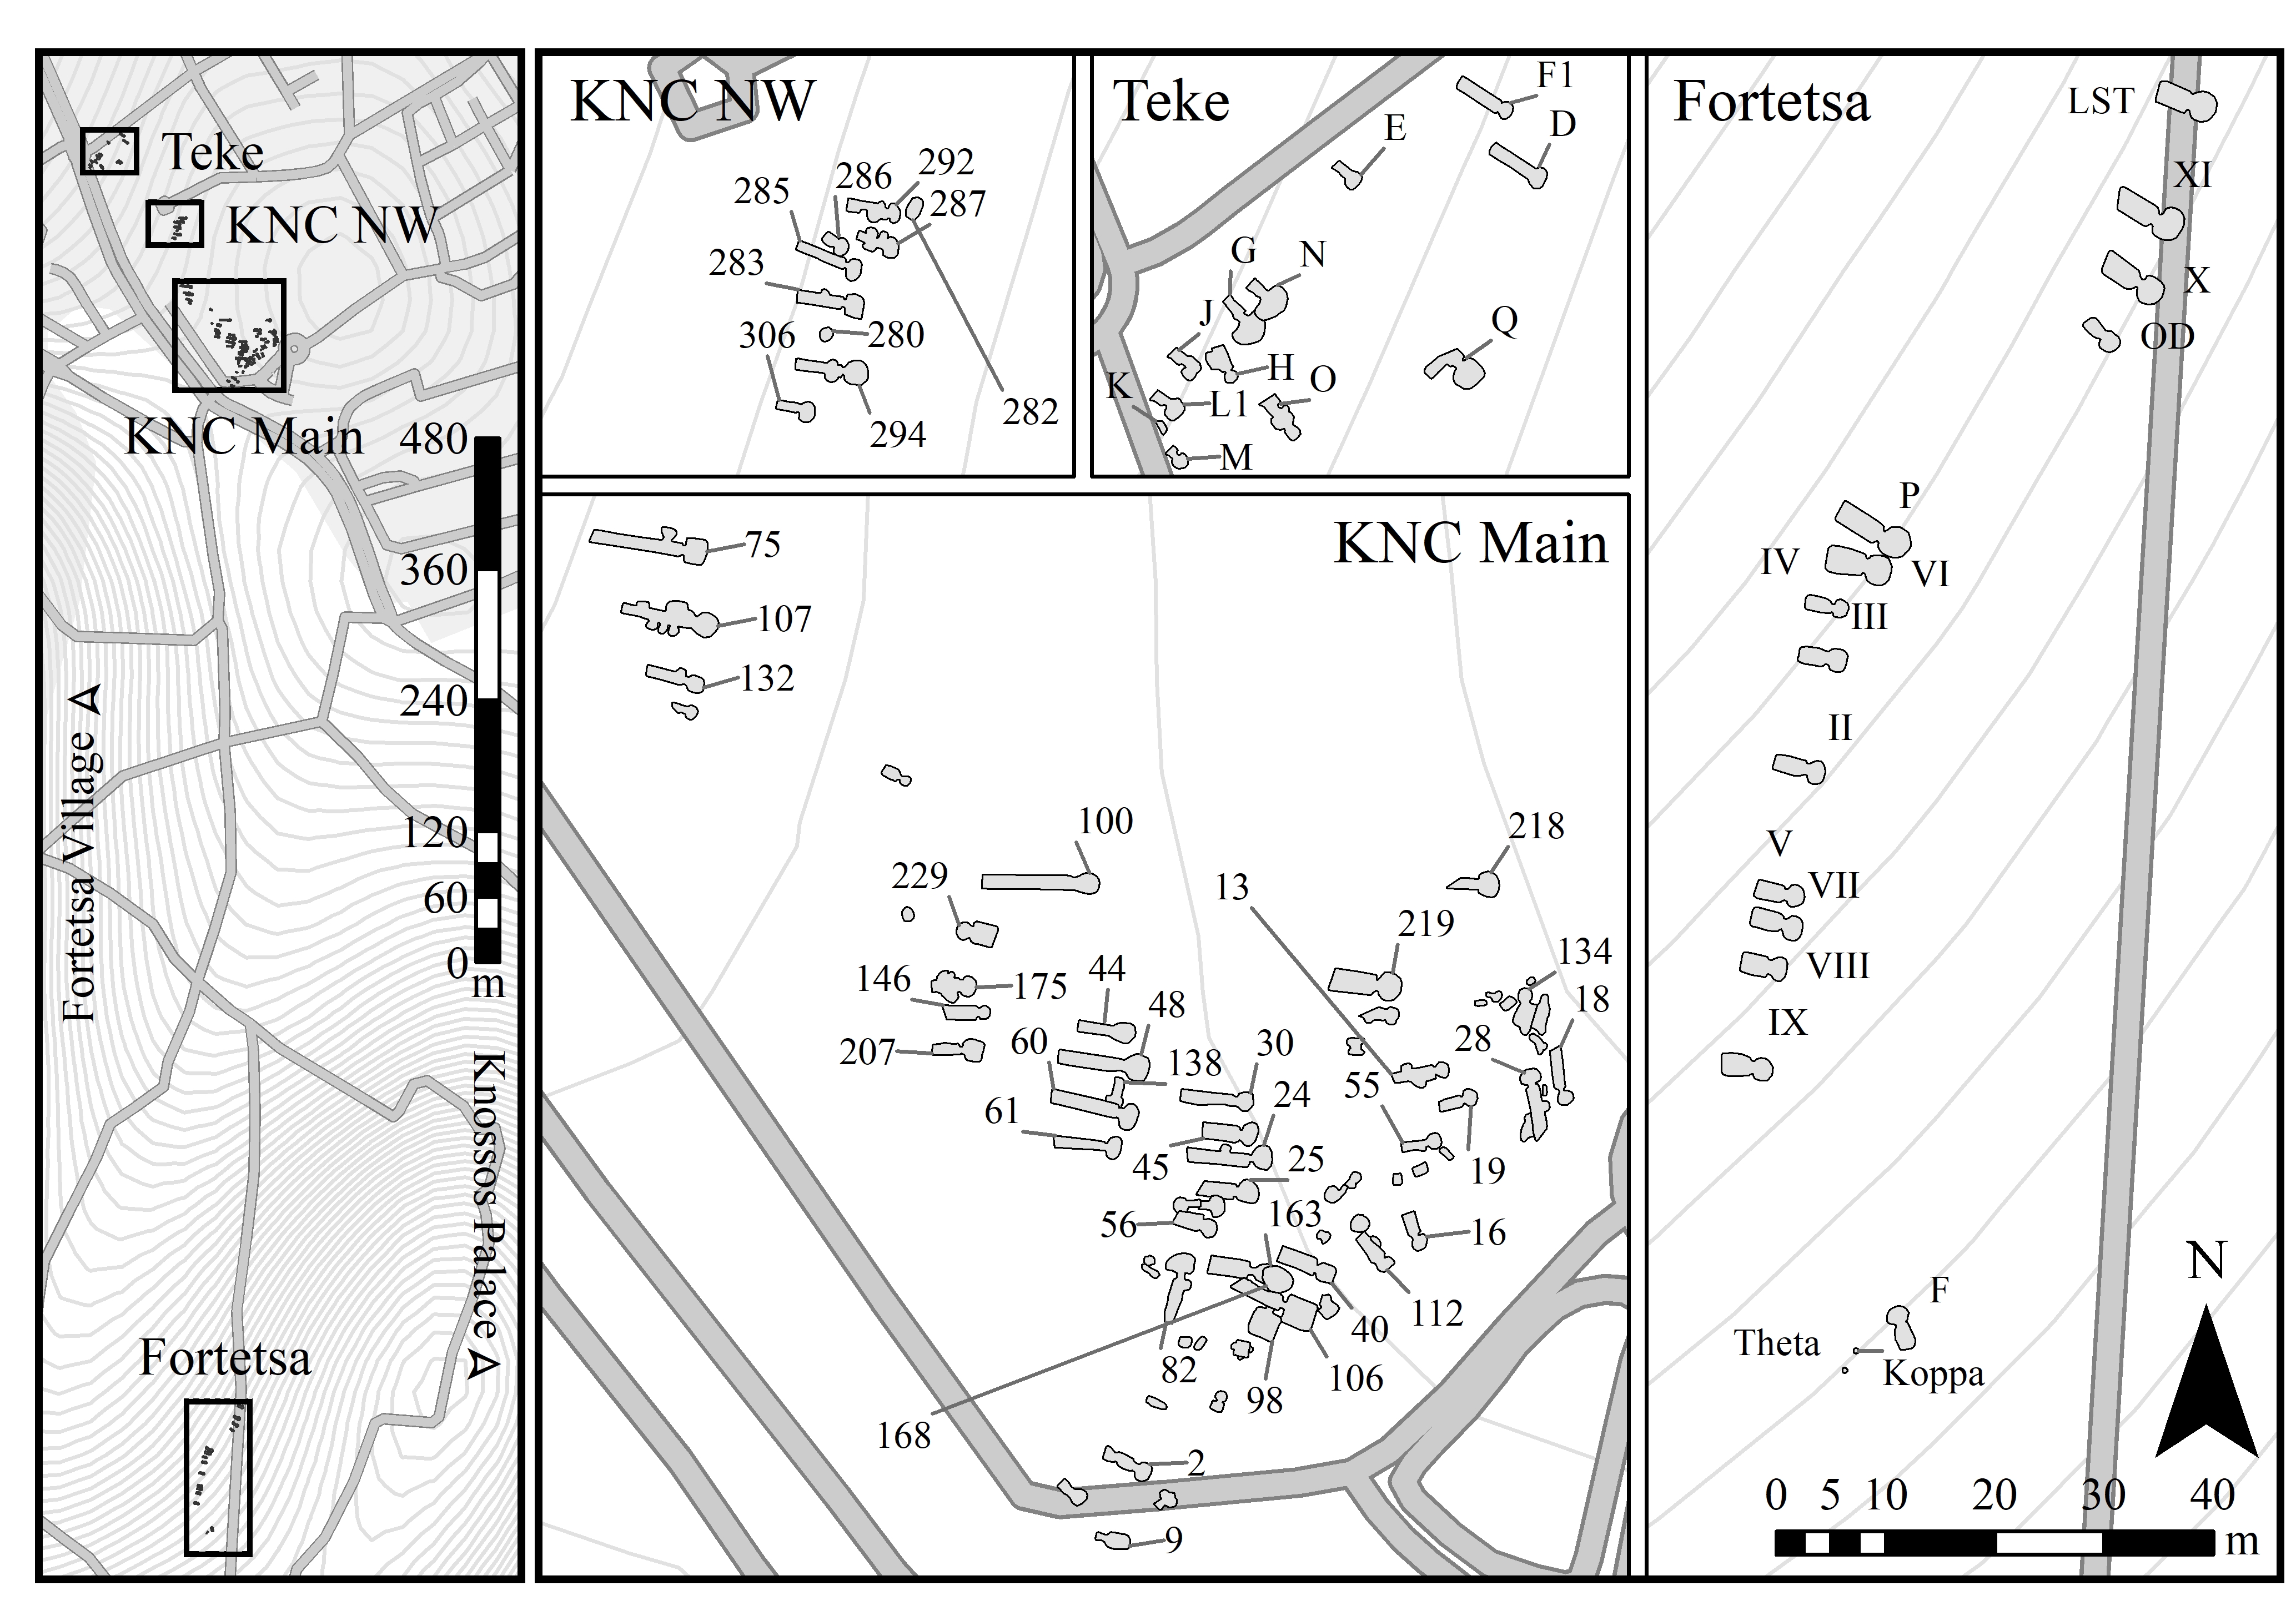 Teke
KNC NW
KNC Main
480
360
240
120
60
0
m
Fortetsa Village
Knossos Palace
Fortetsa
KNC NW
292
286
285
287
283
306
280
282
294
Teke
F1
D
E
G
N
J
Q
H
K
L1
O
M
KNC Main
75
107
132
100
218
229
13
219
134
146
175
44
18
48
207
60
30
28
138
55
24
61
45
25
19
56
163
16
112
40
82
106
98
168
2
9
Fortetsa
LST
XI
X
OD
P
IV
VI
III
II
V
VII
VIII
IX
F
Theta
Koppa
N
0 5 10 20 30 40
m